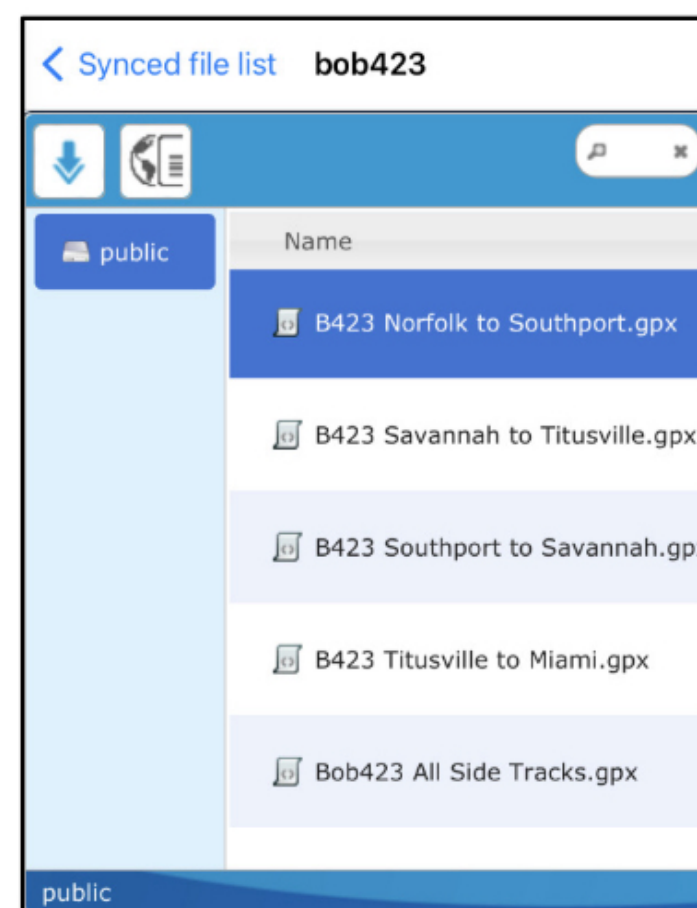 Synced file list bob423
public
Name
B423 Norfolk to Southport.gpx
B423 Savannah to Titusville.gpx
B423 Southport to Savannah.gp
B423 Titusville to Miami.gpx
Bob423 All Side Tracks.gpx
public